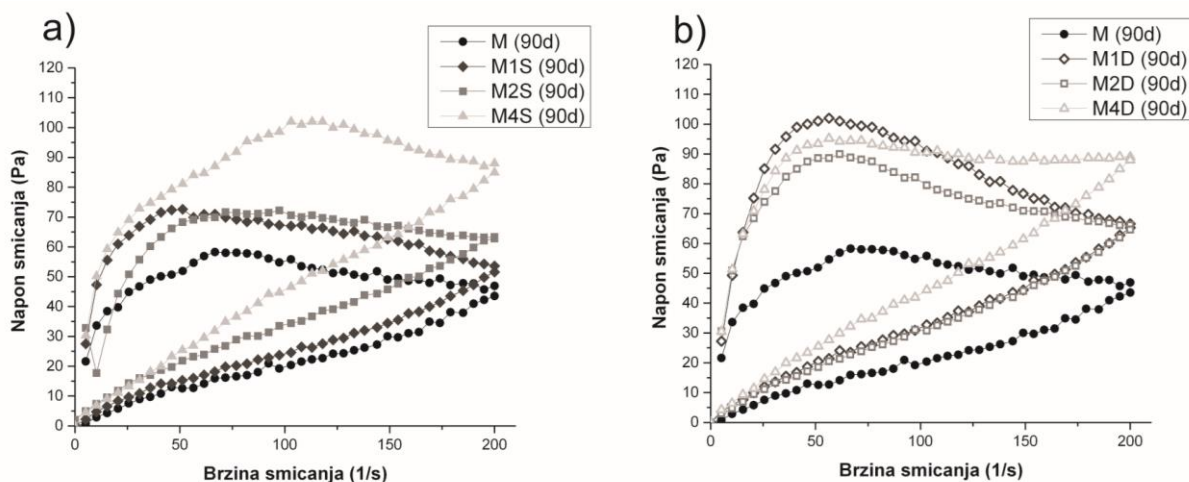 a)
M (90d)
M1S (90d)
M2S (90d)
M4S (90d)
Napon smicanja (Pa)
120
110
100
90
80
70
60
50
40
30
20
10
0
0 50 100 150 200
Brzina smicanja (1/s)
b)
M (90d)
M1D (90d)
M2D (90d)
M4D (90d)
Napon smicanja (Pa)
120
110
100
90
80
70
60
50
40
30
20
10
0
0 50 100 150 200
Brzina smicanja (1/s)